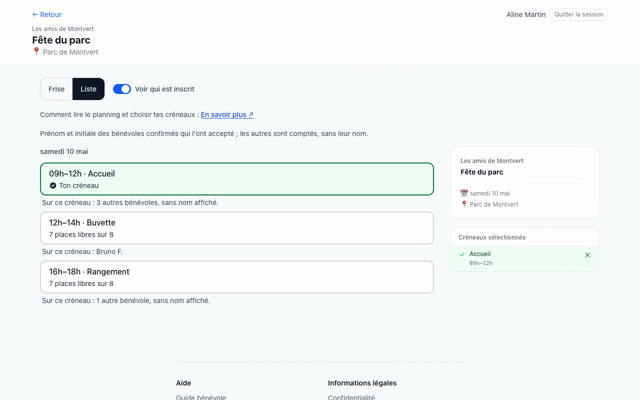 ← Retour
Aline Martin
Quitter la session
Les amis de Montvert
Fête du parc
📍 Parc de Montvert
Frise
Liste
Voir qui est inscrit
Comment lire le planning et choisir tes créneaux : En savoir plus ↗
Prénom et initiale des bénévoles confirmés qui l'ont accepté ; les autres sont comptés, sans leur nom.
samedi 10 mai
09h–12h · Accueil
Ton créneau
Sur ce créneau : 3 autres bénévoles, sans nom affiché.
12h–14h · Buvette
7 places libres sur 8
Sur ce créneau : Bruno F.
16h–18h · Rangement
7 places libres sur 8
Sur ce créneau : 1 autre bénévole, sans nom affiché.
Les amis de Montvert
Fête du parc
📅 samedi 10 mai
📍 Parc de Montvert
Créneaux sélectionnés
✓ Accueil ✕
09h–12h
Aide
Guide bénévole
Informations légales
Confidentialité